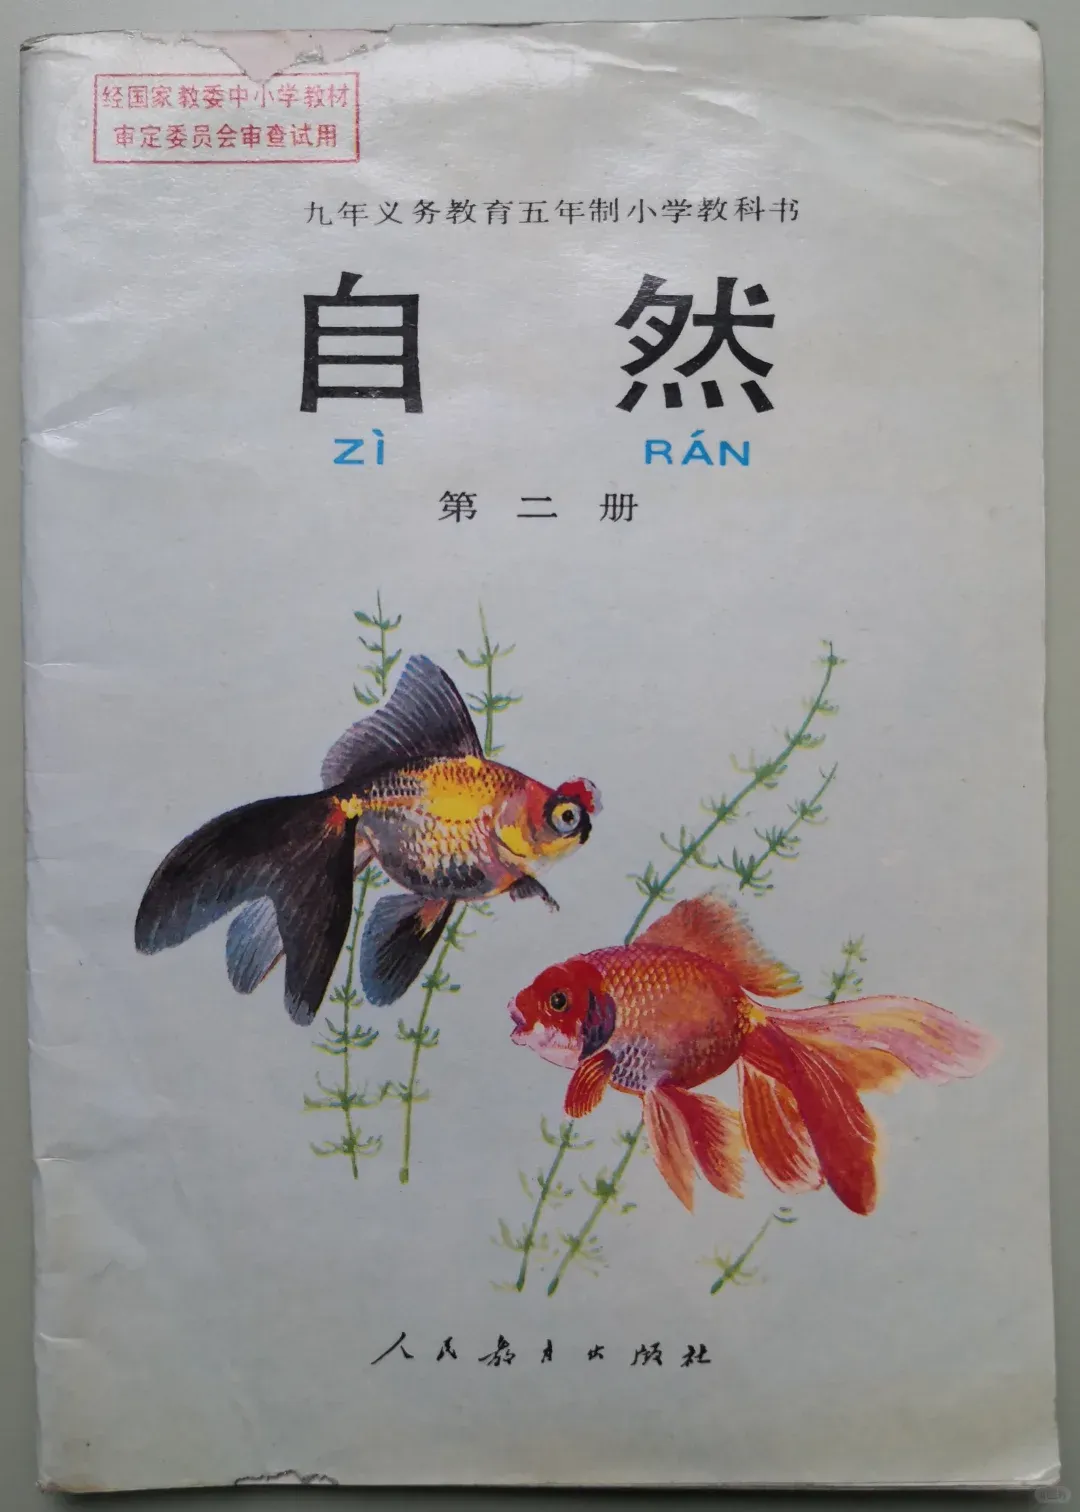 经国家教委中小学教材
审定委员会审查试用
九年义务教育五年制小学教科书
自然
ZÌ RÁN
第二册
人民教育出版社